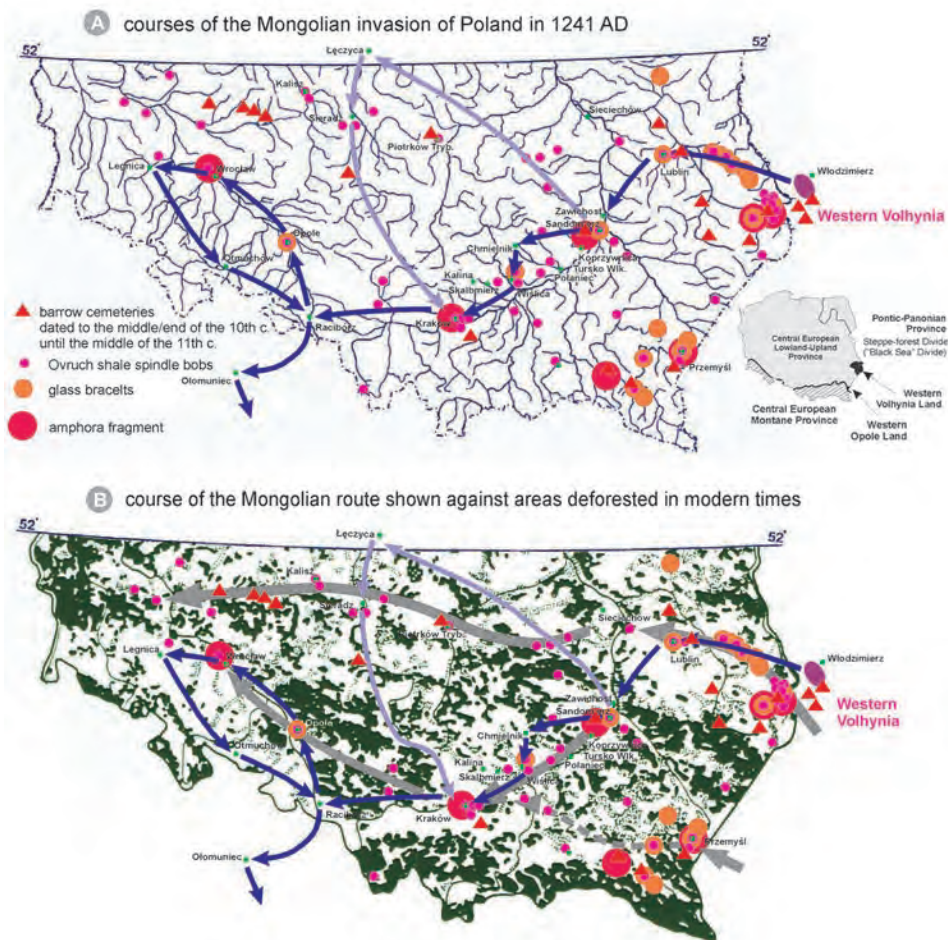 A courses of the Mongolian invasion of Poland in 1241 AD
52°
Łęczyca
52°
Kalisz
Sieradz
Sieciechów
Piotrków Tryb.
Legnica
Wrocław
Lublin
Włodzimierz
Western Volhynia
Zawichost
Sandomierz
Opole
Chmielnik
Koprzywnica
Tursko Wlk.
Otmuchów
Kalina
Połaniec
Skalbmierz
Wiślica
Racibórz
Kraków
Przemyśl
Ołomuniec
barrow cemeteries
dated to the middle/end of the 10th c.
until the middle of the 11th c.
Ovruch shale spindle bobs
glass bracelts
amphora fragment
Pontic-Panonian
Province
Steppe-forest Divide
("Black Sea" Divide)
Central European
Lowland-Upland
Province
Western
Volhynia Land
Central European
Montane Province
Western
Opole Land
B course of the Mongolian route shown against areas deforested in modern times
52°
Łęczyca
52°
Kalisz
Sieradz
Sieciechów
Piotrków Tryb.
Legnica
Wrocław
Lublin
Włodzimierz
Western
Volhynia
Zawichost
Sandomierz
Opole
Chmielnik
Otmuchów
Koprzywnica
Tursko Wlk.
Kalina
Połaniec
Skalbmierz
Wiślica
Racibórz
Kraków
Przemyśl
Ołomuniec